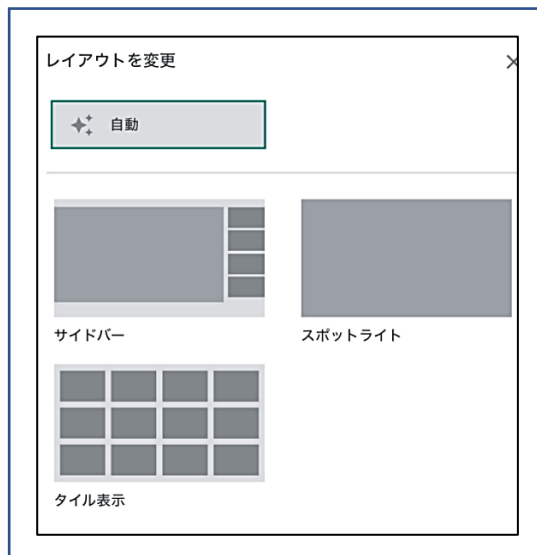 レイアウトを変更
自動
サイドバー
スポットライト
タイル表示